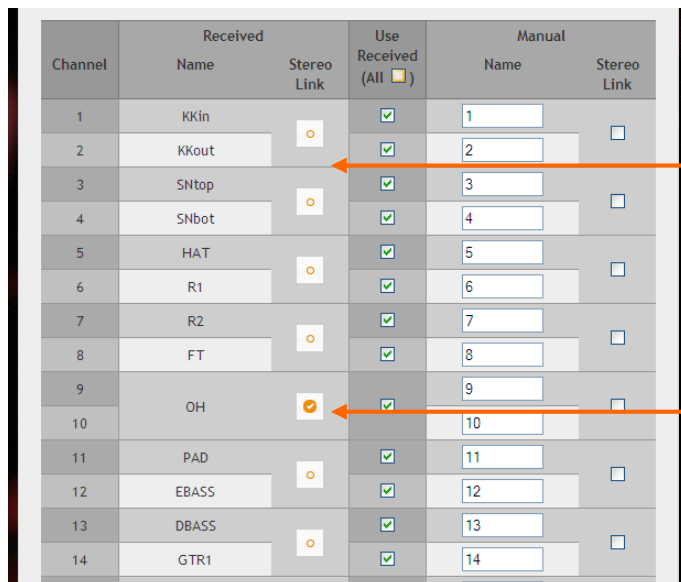 Received Use Manual
Channel Name Stereo Link Received (All ) Name Stereo Link
1 KKin 1
2 KKout 2
3 SNtop 3
4 SNbot 4
5 HAT 5
6 R1 6
7 R2 7
8 FT 8
9 9
OH
10 10
11 PAD 11
12 EBASS 12
13 DBASS 13
14 GTR1 14